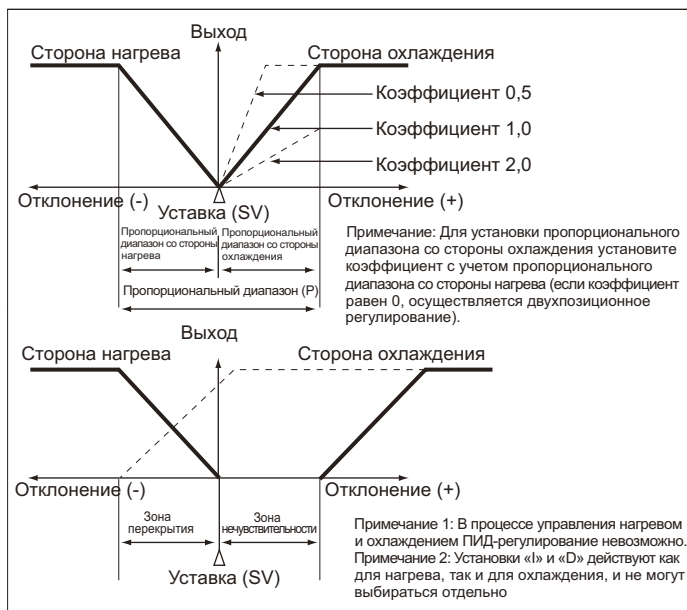 Выход
Сторона нагрева
Сторона охлаждения
Коэффициент 0,5
Коэффициент 1,0
Коэффициент 2,0
Отклонение (-)
Отклонение (+)
Уставка (SV)
Пропорциональный
диапазон со стороны
нагрева
Пропорциональный
диапазон со стороны
охлаждения
Пропорциональный диапазон (P)
Примечание: Для установки пропорционального
диапазона со стороны охлаждения установите
коэффициент с учетом пропорционального
диапазона со стороны нагрева (если коэффициент
равен 0, осуществляется двухпозиционное
регулирование).
Выход
Сторона нагрева
Сторона охлаждения
Отклонение (-)
Отклонение (+)
Зона
перекрытия
Зона
нечувствительности
Уставка (SV)
Примечание 1: В процессе управления нагревом
и охлаждением ПИД-регулирование невозможно.
Примечание 2: Установки «I» и «D» действуют как
для нагрева, так и для охлаждения, и не могут
выбираться отдельно